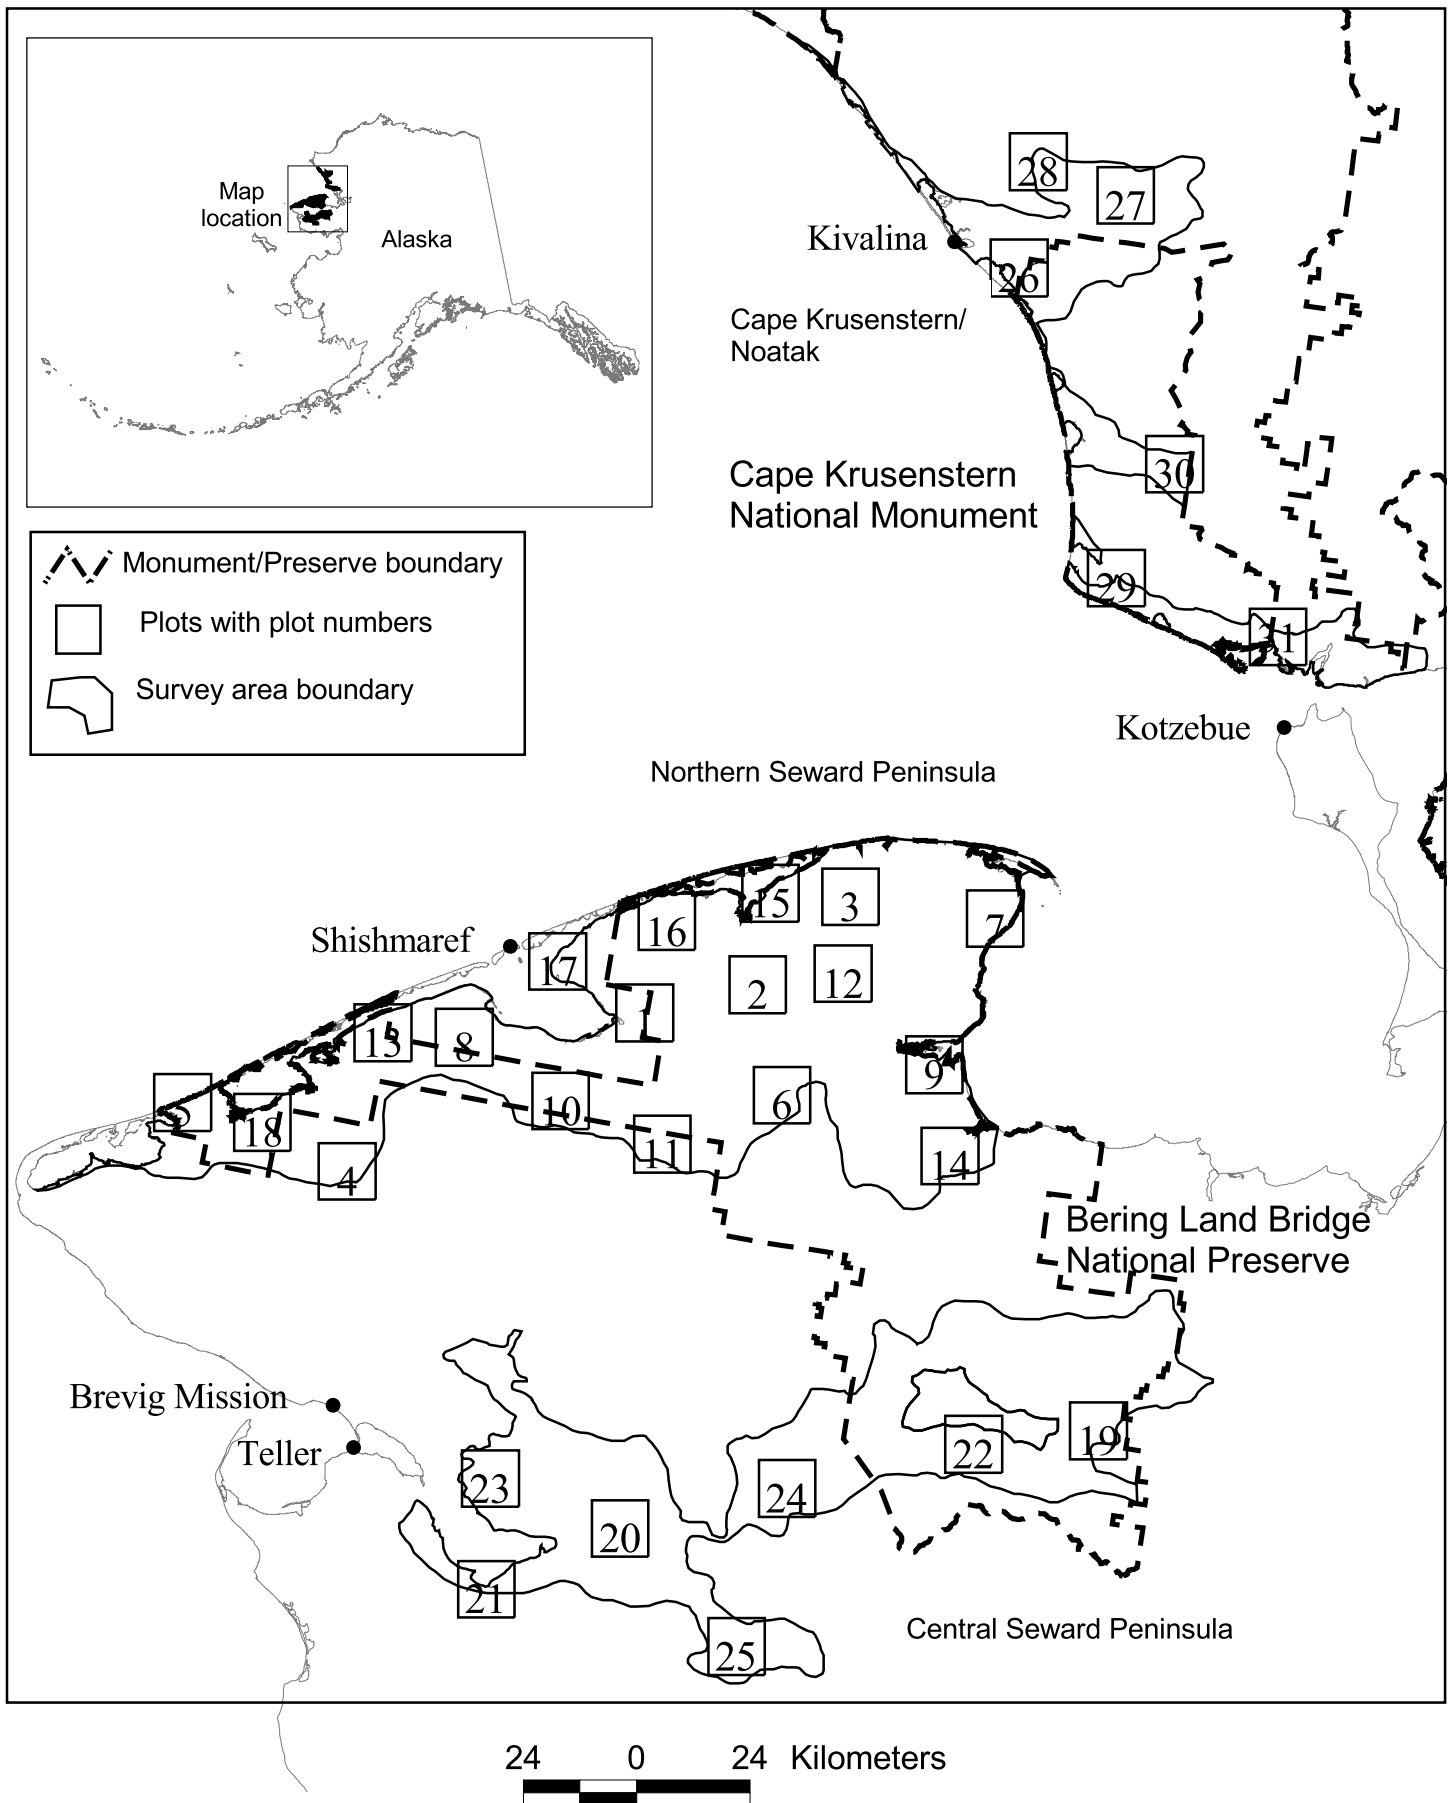 Map
location
Alaska
Monument/Preserve boundary
Plots with plot numbers
Survey area boundary
28
27
Kivalina
26
Cape Krusenstern/
Noatak
30
Cape Krusenstern
National Monument
29
31
Kotzebue
Northern Seward Peninsula
15
3
7
16
Shishmaref
17
2
12
1
13
8
9
5
18
10
6
11
4
14
Bering Land Bridge
National Preserve
Brevig Mission
Teller
19
22
23
24
20
21
25
Central Seward Peninsula
24 0 24 Kilometers